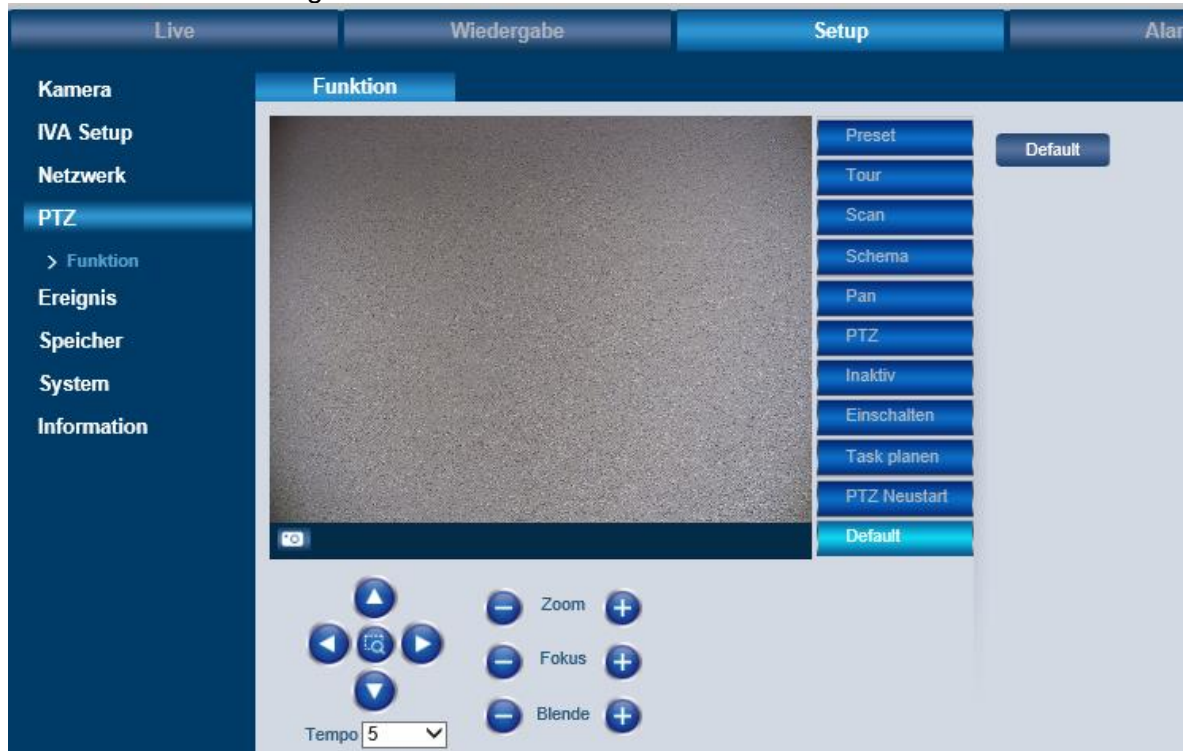 Live Wiedergabe Setup
Kamera
IVA Setup
Netzwerk
PTZ
Funktion
Ereignis
Speicher
System
Information
Funktion
Preset
Tour
Scan
Schema
Pan
PTZ
Inaktiv
Einschalten
Task planen
PTZ Neustart
Default
Default
Zoom
Fokus
Blende
Tempo 5